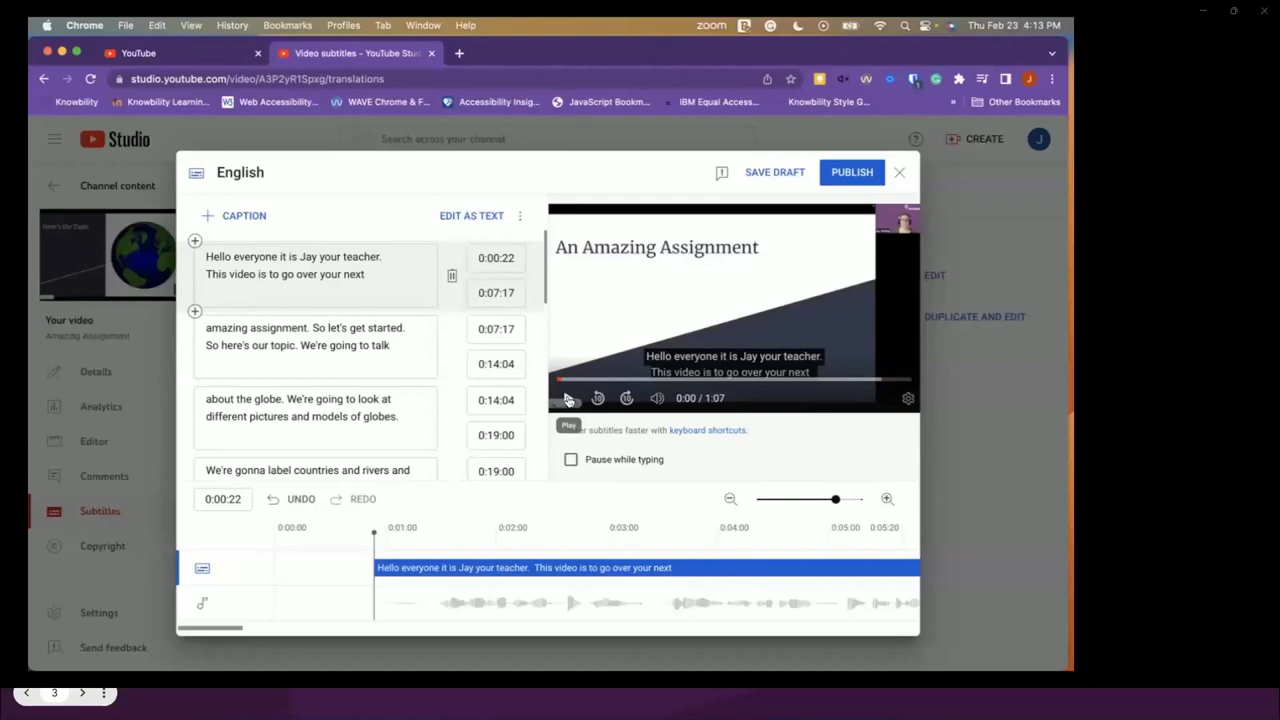 Chrome File Edit View History Bookmarks Profiles Tab Window Help
zoom Thu Feb 23 4:13 PM
YouTube
Video subtitles - YouTube Stu
studio.youtube.com/video/A3P2yR1Spxg/translations
Knowbility Knowbility Learnin... Web Accessibility... WAVE Chrome & F... Accessibility Insig... JavaScript Bookm... IBM Equal Access... Knowbility Style G... » Other Bookmarks
Studio
Search across your channel
CREATE
J
Channel content
Here's the Topic
Your video
Amazing Assignment
Details
Analytics
Editor
Comments
Subtitles
Copyright
Settings
Send feedback
English
SAVE DRAFT
PUBLISH
CAPTION
EDIT AS TEXT
Hello everyone it is Jay your teacher.
This video is to go over your next
0:00:22
0:07:17
amazing assignment. So let's get started.
So here's our topic. We're going to talk
0:07:17
0:14:04
about the globe. We're going to look at
different pictures and models of globes.
0:14:04
0:19:00
We're gonna label countries and rivers and
0:19:00
An Amazing Assignment
Hello everyone it is Jay your teacher.
This video is to go over your next
0:00 / 1:07
Play
subtitles faster with keyboard shortcuts.
Pause while typing
EDIT
DUPLICATE AND EDIT
0:00:22
UNDO
REDO
0:00:00 0:01:00 0:02:00 0:03:00 0:04:00 0:05:00 0:05:20
Hello everyone it is Jay your teacher. This video is to go over your next
3